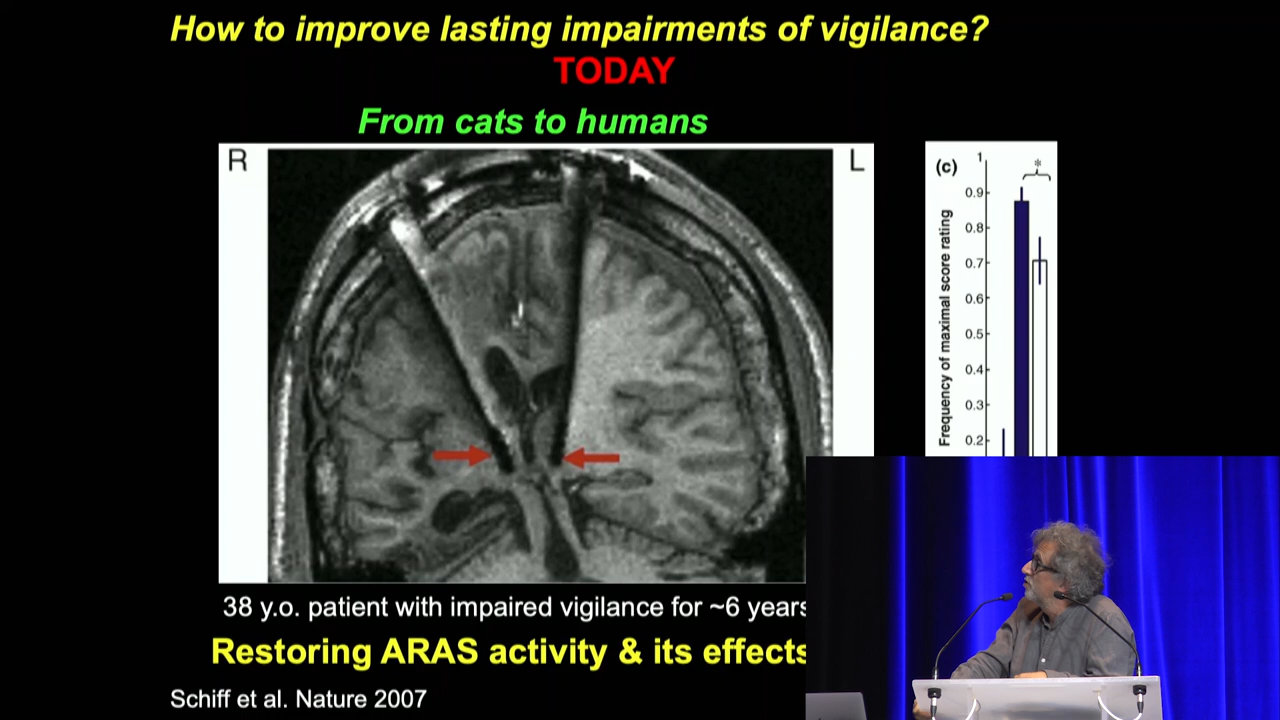 How to improve lasting impairments of vigilance?
TODAY
From cats to humans
R
L
(c)
*
Frequency of maximal score rating
1
0.9
0.8
0.7
0.6
0.5
0.4
0.3
0.2
38 y.o. patient with impaired vigilance for ~6 years
Restoring ARAS activity & its effects
Schiff et al. Nature 2007